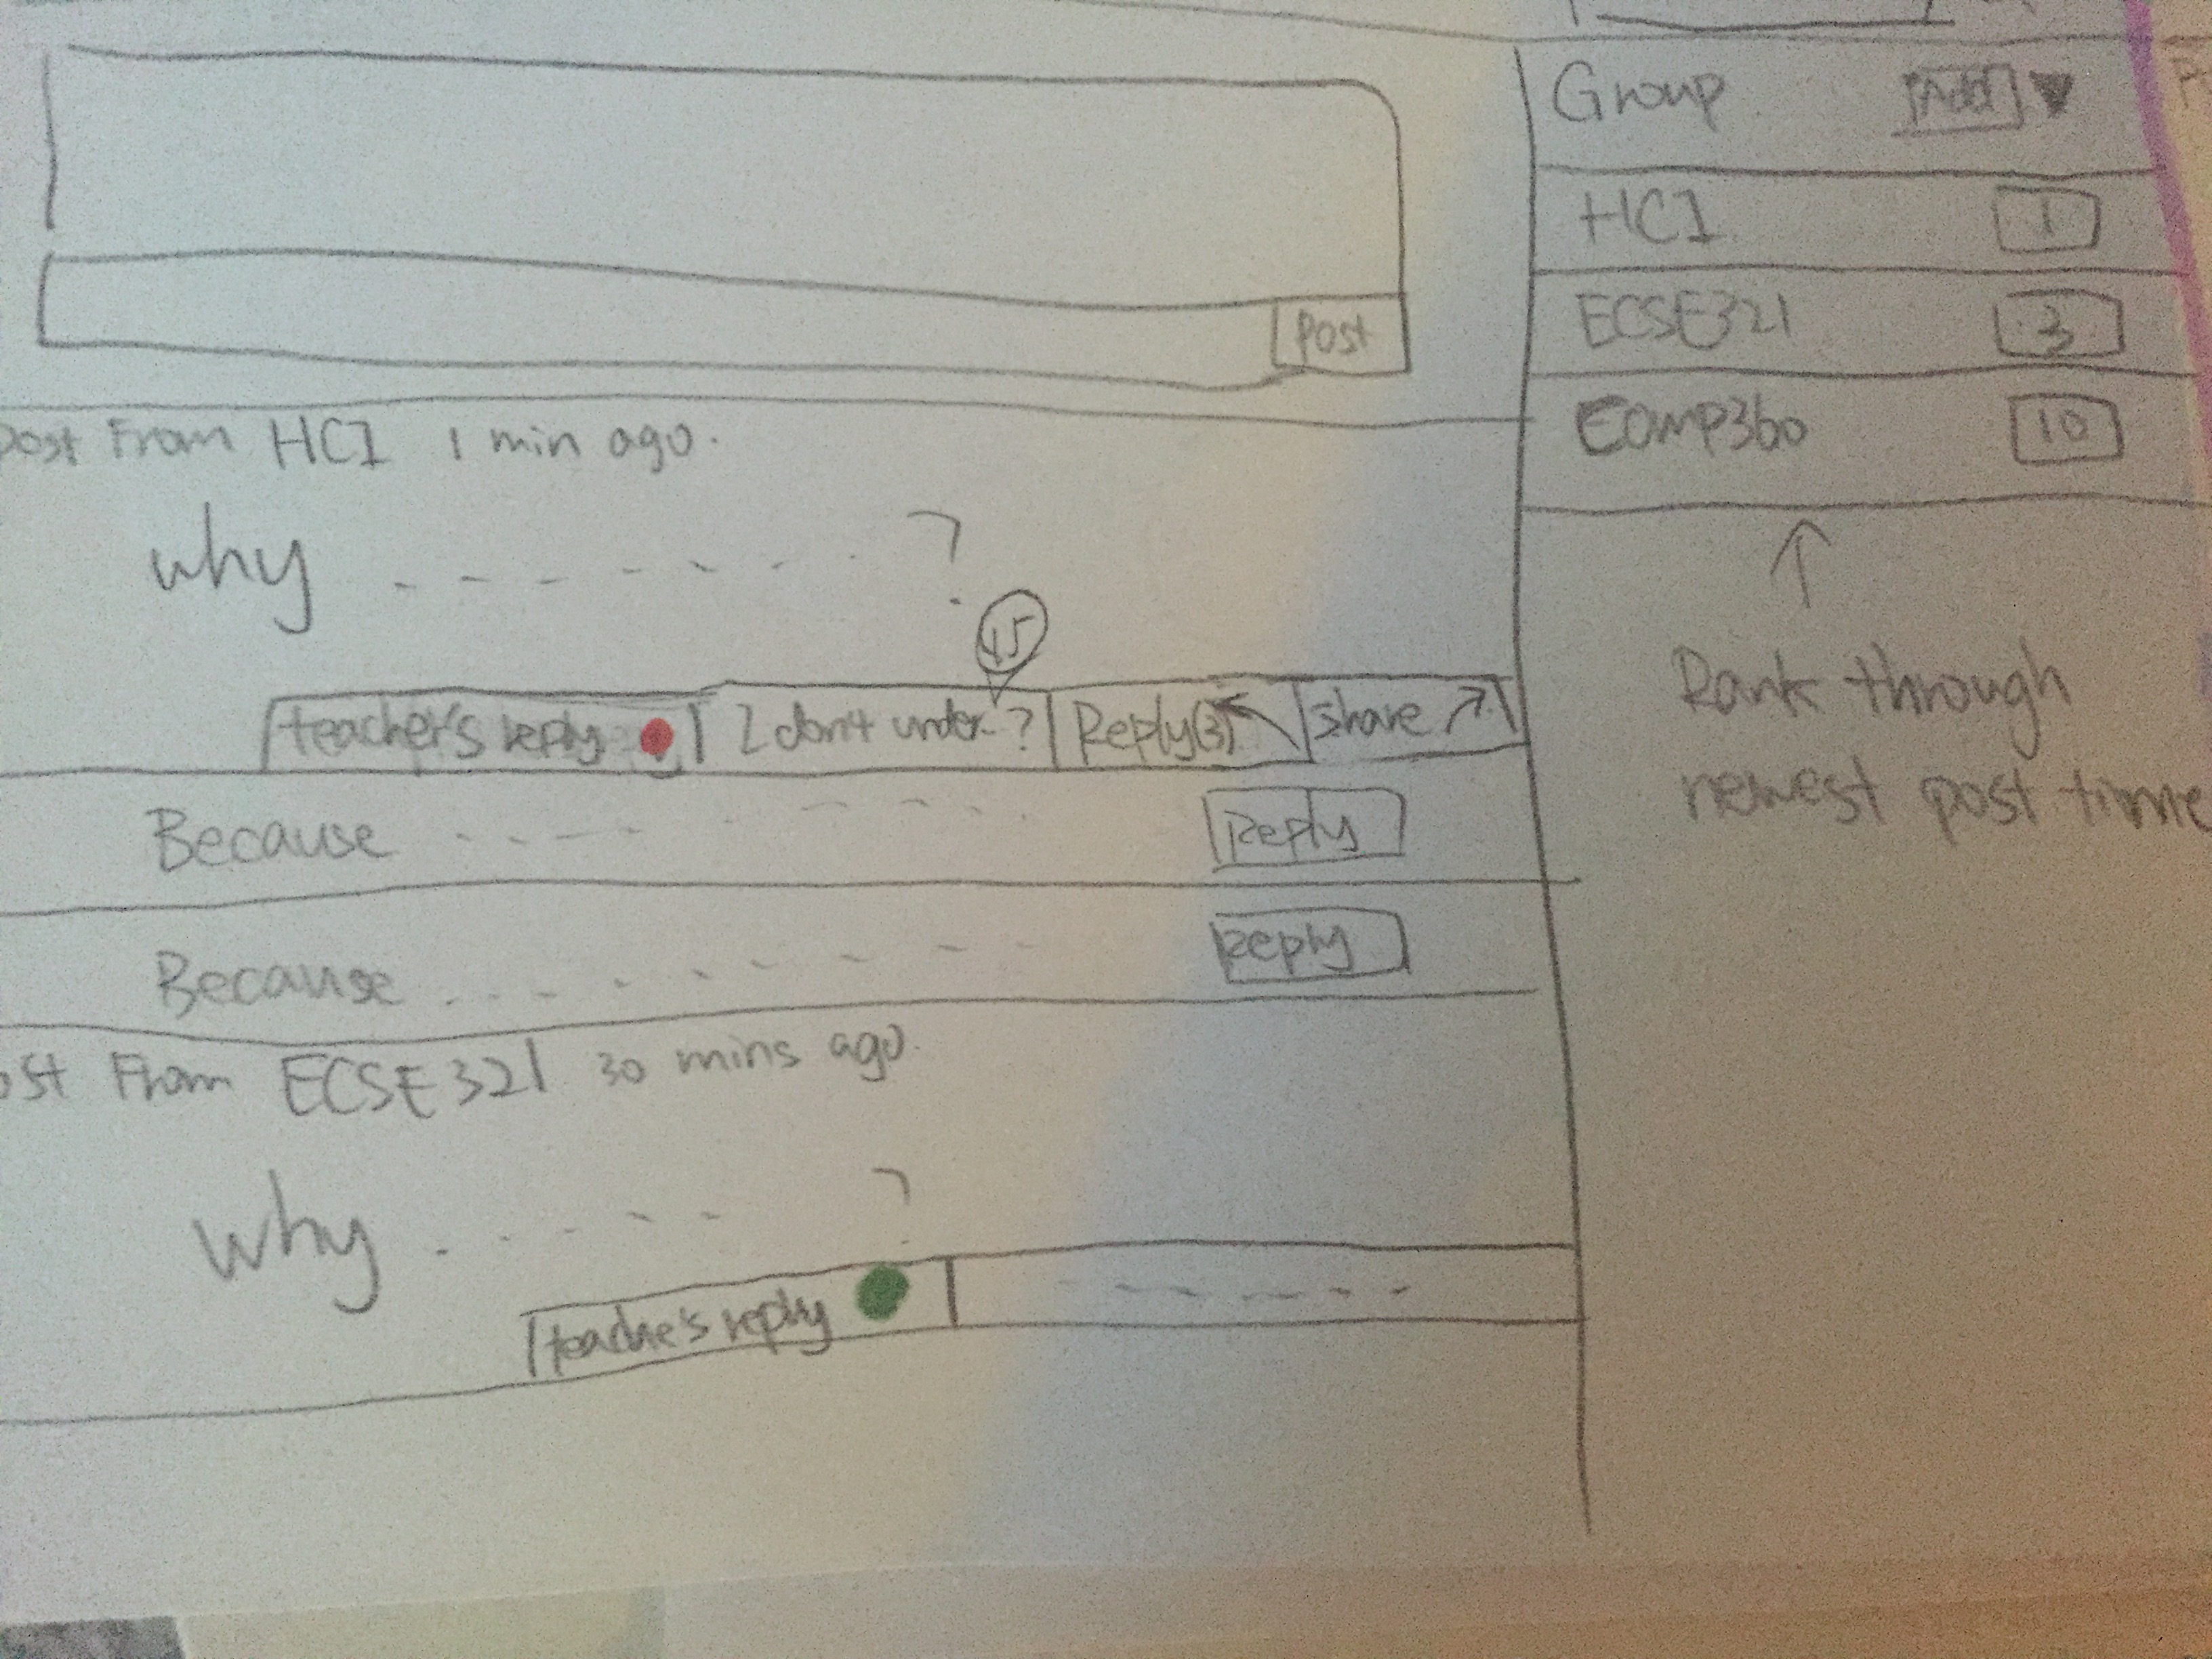 Post
post From HCI 1 min ago.
Why - - - - - - - ?
45
teacher's reply
I don't under-?
Reply(3)
Share
Because - - - - - - -
Reply
Because - - - - - - - - -
Reply
ost From ECSE321 30 mins ago.
Why - - - - - - ?
teache's reply
- - - - - -
Group
HCI 1
ECSE321 3
Comp360 10
Rank through
newest post time